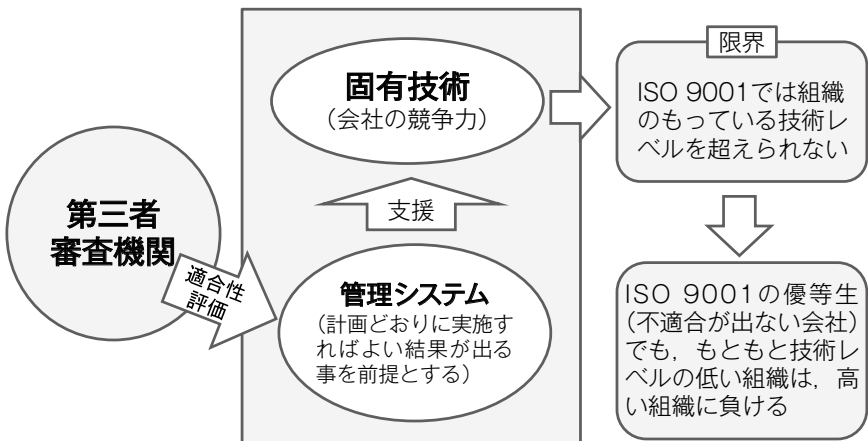 第三者
審査機関
適合性
評価
固有技術
（会社の競争力）
支援
管理システム
（計画どおりに実施す
ればよい結果が出る
事を前提とする）
限界
ISO 9001では組織
のもっている技術レ
ベルを超えられない
ISO 9001の優等生
（不適合が出ない会社）
でも，もともと技術レ
ベルの低い組織は，高
い組織に負ける